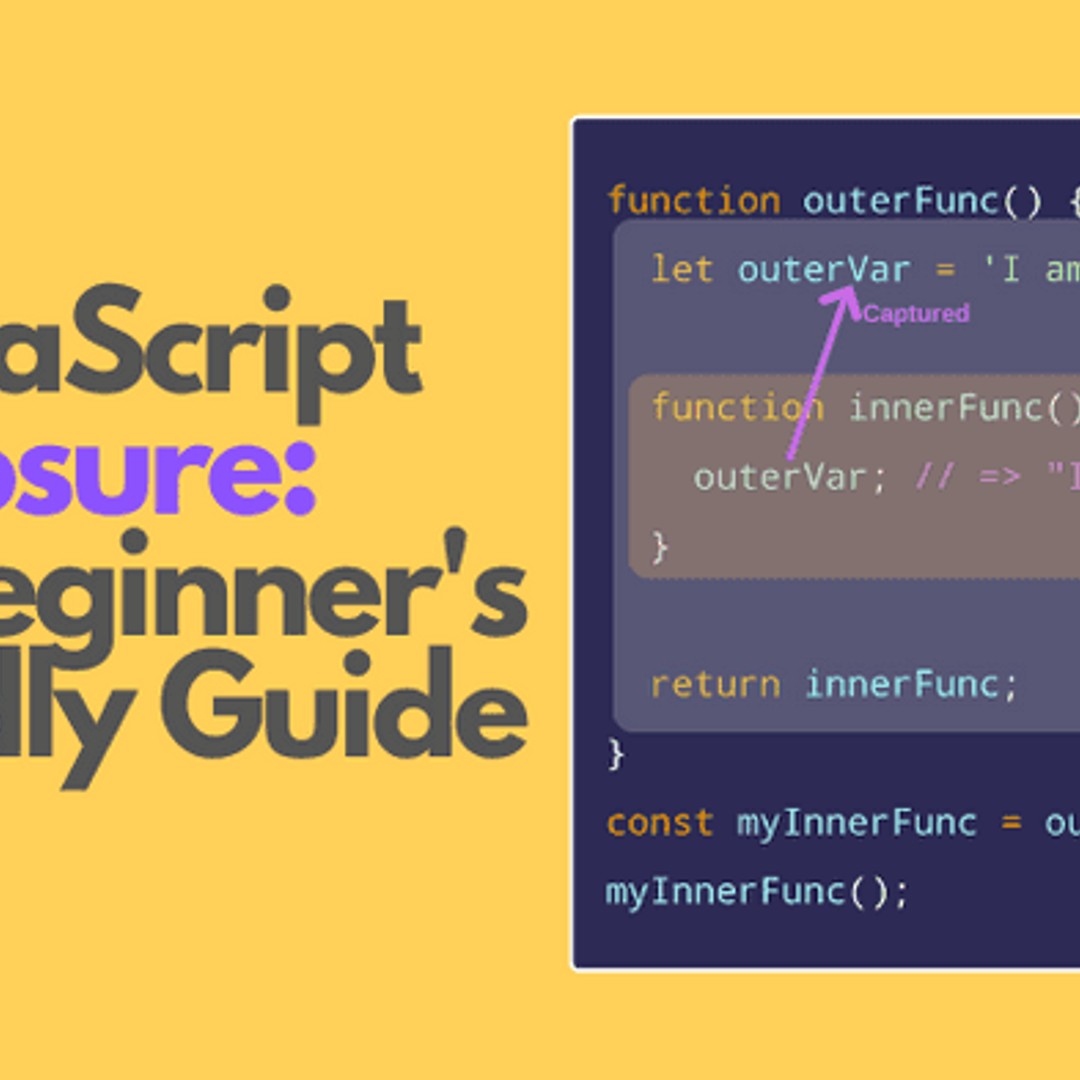 aScript
osure:
eginner's
lly Guide
function outerFunc() {
let outerVar = 'I am
Captured
function innerFunc()
outerVar; // => "I
}
return innerFunc;
}
const myInnerFunc = ou
myInnerFunc();